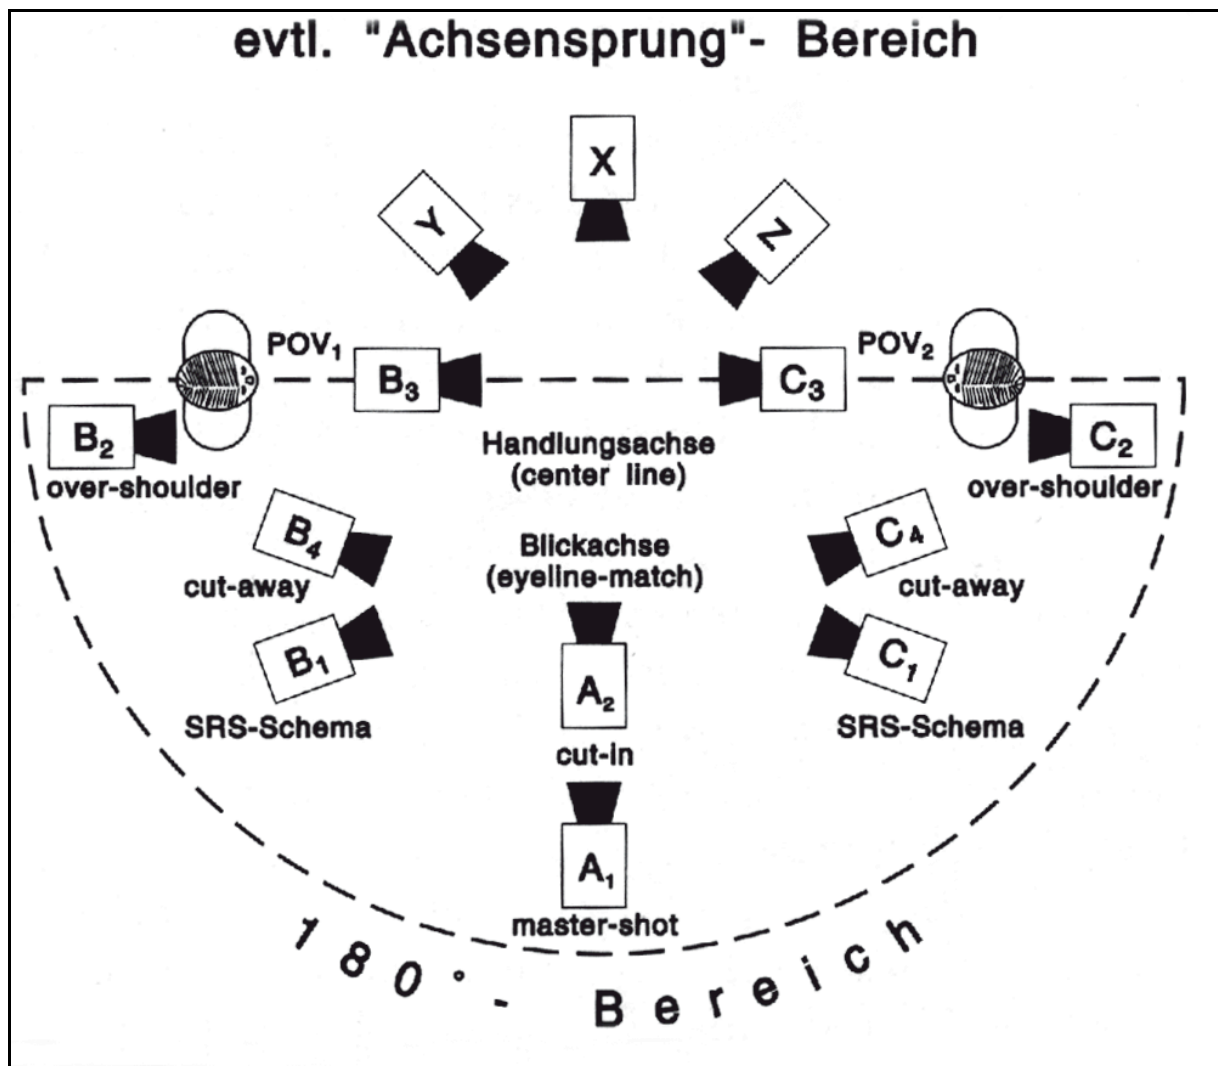 evtl. "Achsensprung"- Bereich
X
Y
Z
POV₁
B₃
C₃
POV₂
B₂
C₂
Handlungsachse
(center line)
over-shoulder
over-shoulder
B₄
C₄
Blickachse
(eyeline-match)
cut-away
cut-away
B₁
C₁
A₂
SRS-Schema
SRS-Schema
cut-in
A₁
master-shot
180°- Bereich